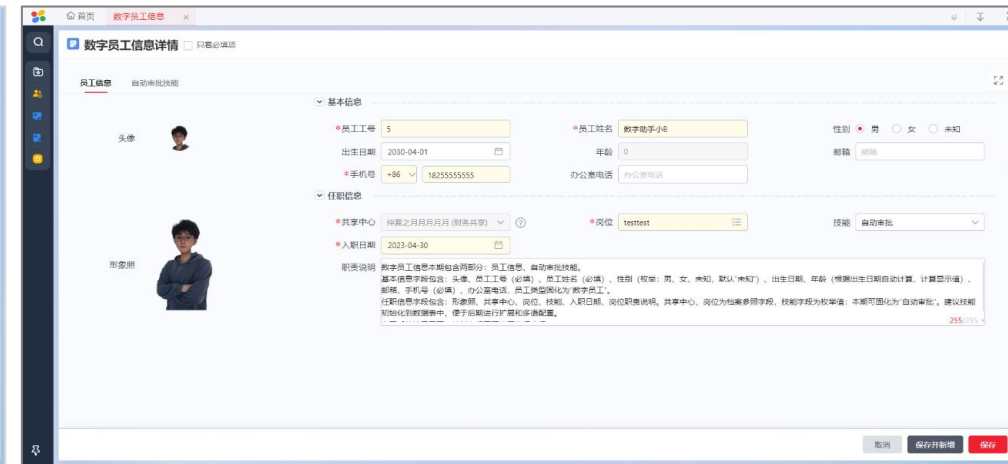 首页 数字员工信息 ×
数字员工信息详情 只看必填项
员工信息 自动审批技能
基本信息
头像
*员工工号 5 *员工姓名 数字助手小B 性别 男 女 未知
出生日期 2030-04-01 年龄 0 邮箱 邮箱
*手机号 +86 18255555555 办公室电话 办公室电话
任职信息
*共享中心 仲夏之月月月月月 (财务共享) *岗位 testtest 技能 自动审批
*入职日期 2023-04-30
形象照
职责说明 数字员工信息本期包含两部分：员工信息、自动审批技能。
基本信息字段包含：头像、员工工号（必填）、员工姓名（必填）、性别（枚举：男、女、未知，默认“未知”）、出生日期、年龄（根据出生日期自动计算，计算显示值）、
邮箱、手机号（必填）、办公室电话，员工类型固化为“数字员工”。
任职信息字段包含：形象照、共享中心、岗位、技能、入职日期、岗位职责说明。共享中心、岗位为档案参照字段，技能字段为枚举值：本期可固化为“自动审批”。建议技能
初始化到数据表中，便于后期进行扩展和多语配置。
255/255
取消 保存并新增 保存